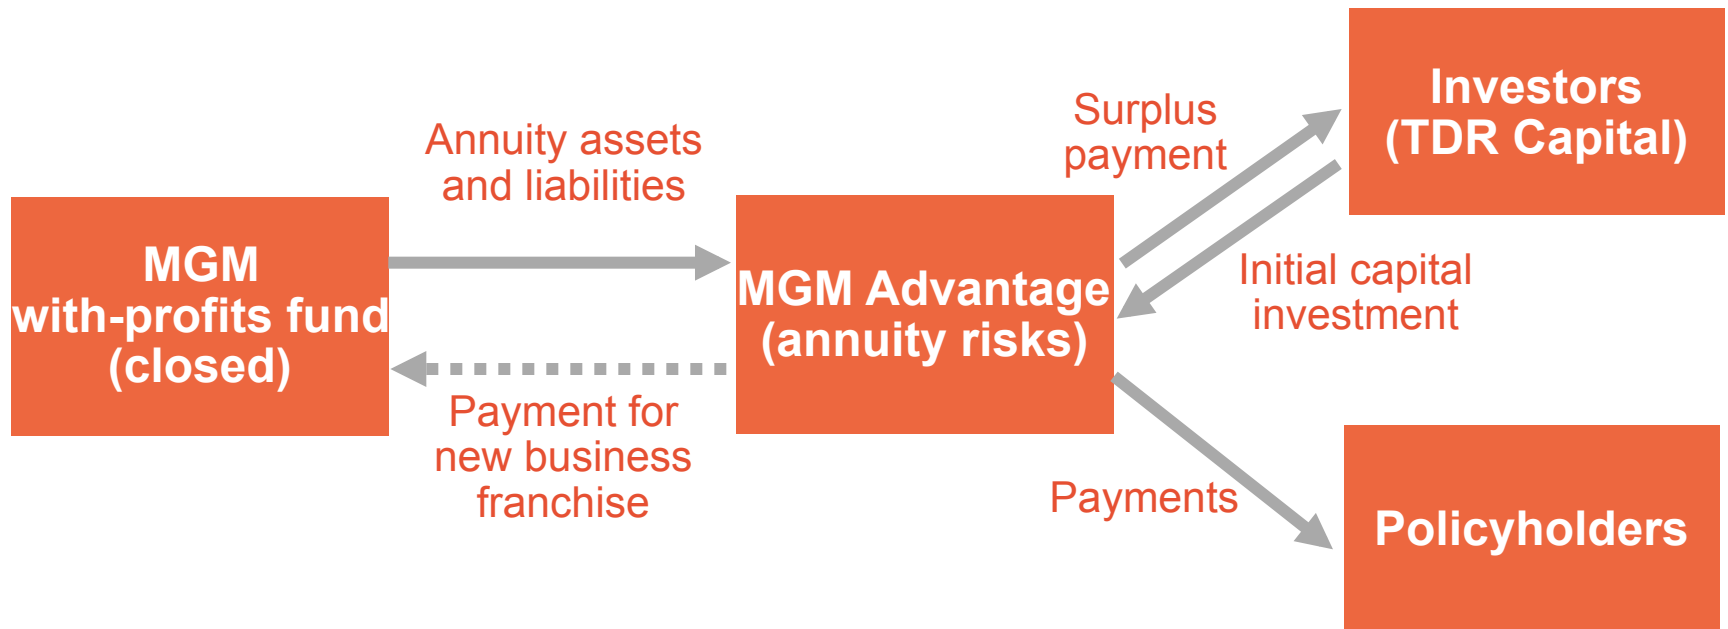 MGM
with-profits fund
(closed)
Annuity assets
and liabilities
Payment for
new business
franchise
MGM Advantage
(annuity risks)
Surplus
payment
Initial capital
investment
Payments
Investors
(TDR Capital)
Policyholders